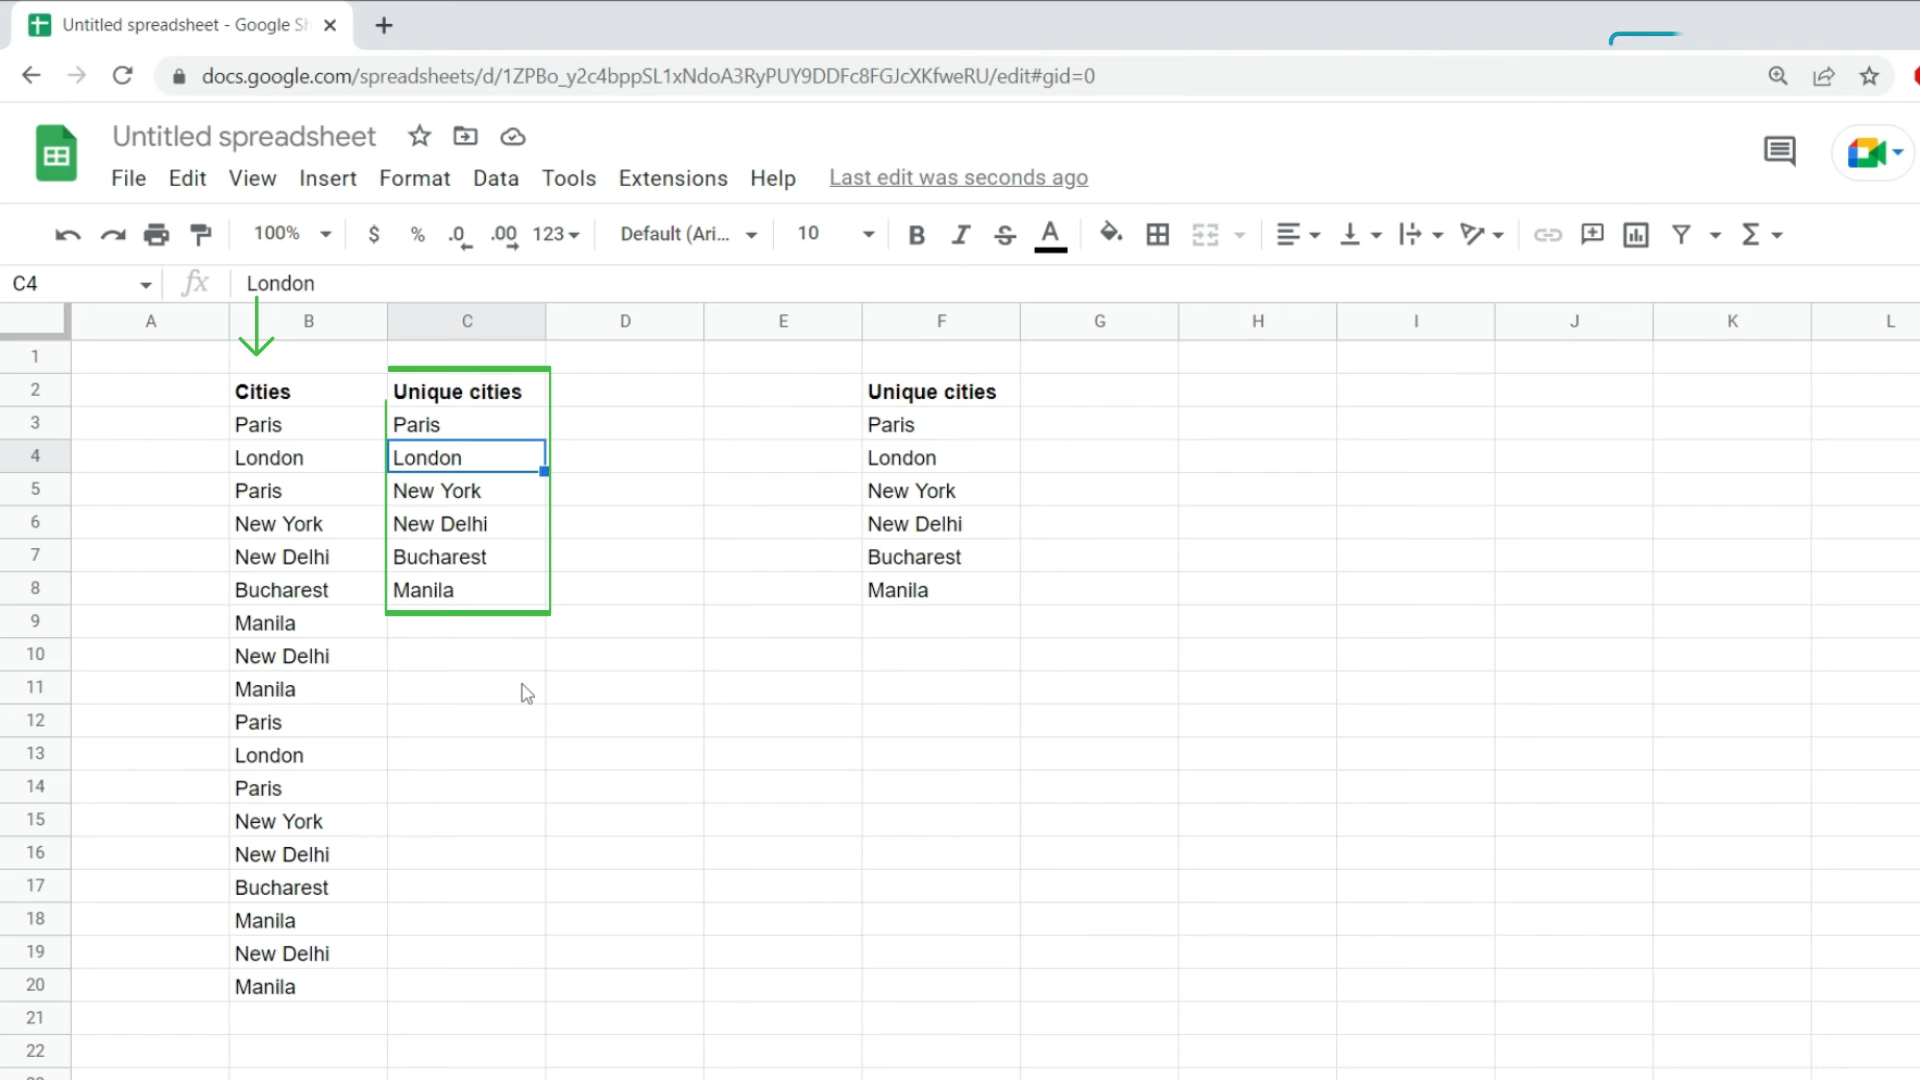 Untitled spreadsheet - Google Sh
docs.google.com/spreadsheets/d/1ZPBo_y2c4bppSL1xNdoA3RyPUY9DDFc8FGJcXKfweRU/edit#gid=0
Untitled spreadsheet
File Edit View Insert Format Data Tools Extensions Help Last edit was seconds ago
100% $ % .0 .00 123 Default (Ari... 10 B I S A Σ
C4 fx London
A B C D E F G H I J K L
1
2 Cities Unique cities Unique cities
3 Paris Paris Paris
4 London London London
5 Paris New York New York
6 New York New Delhi New Delhi
7 New Delhi Bucharest Bucharest
8 Bucharest Manila Manila
9 Manila
10 New Delhi
11 Manila
12 Paris
13 London
14 Paris
15 New York
16 New Delhi
17 Bucharest
18 Manila
19 New Delhi
20 Manila
21
22